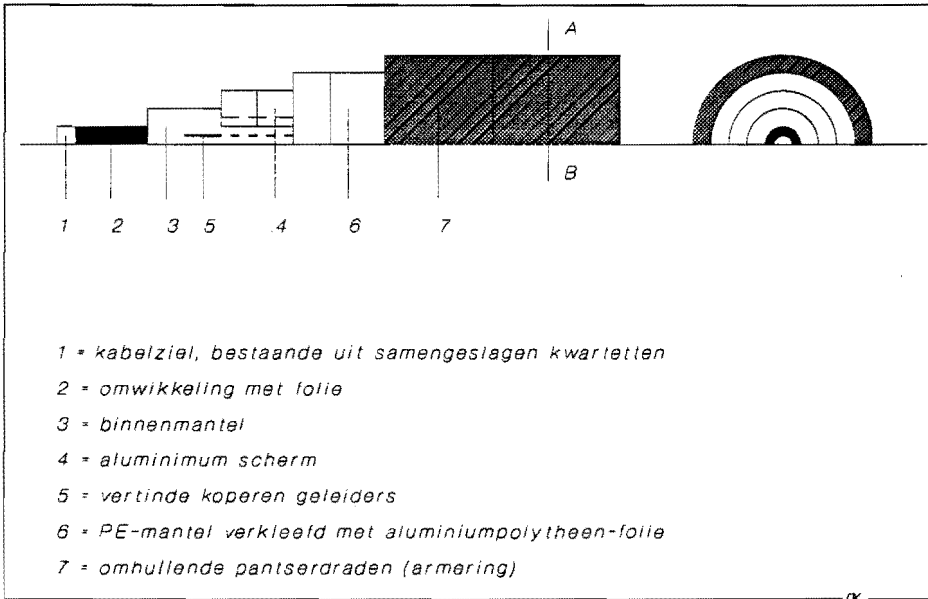 A
B
1 2 3 5 4 6 7
1 = kabelziel, bestaande uit samengeslagen kwartetten
2 = omwikkeling met folie
3 = binnenmantel
4 = aluminimum scherm
5 = vertinde koperen geleiders
6 = PE-mantel verkleefd met aluminiumpolytheen-folie
7 = omhullende pantserdraden (armering)